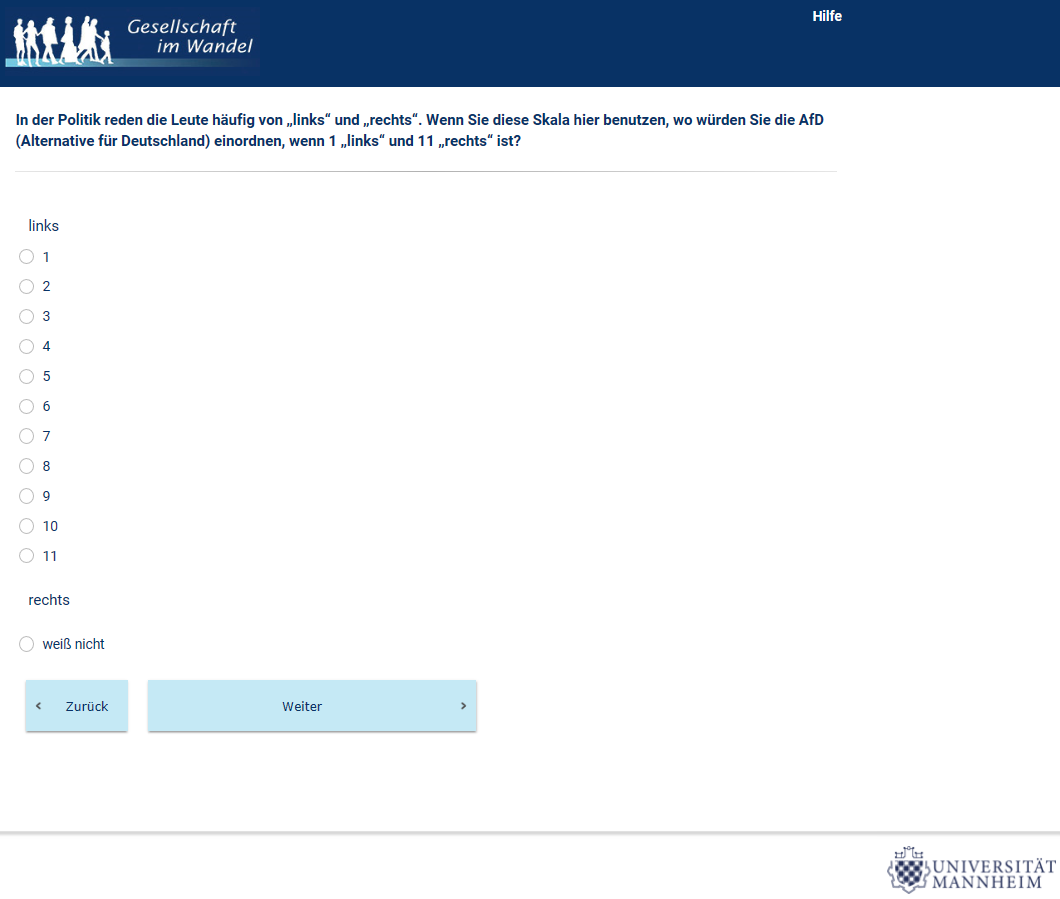 Gesellschaft
im Wandel
Hilfe
In der Politik reden die Leute häufig von „links“ und „rechts“. Wenn Sie diese Skala hier benutzen, wo würden Sie die AfD
(Alternative für Deutschland) einordnen, wenn 1 „links“ und 11 „rechts“ ist?
links
1
2
3
4
5
6
7
8
9
10
11
rechts
weiß nicht
Zurück
Weiter
UNIVERSITÄT
MANNHEIM